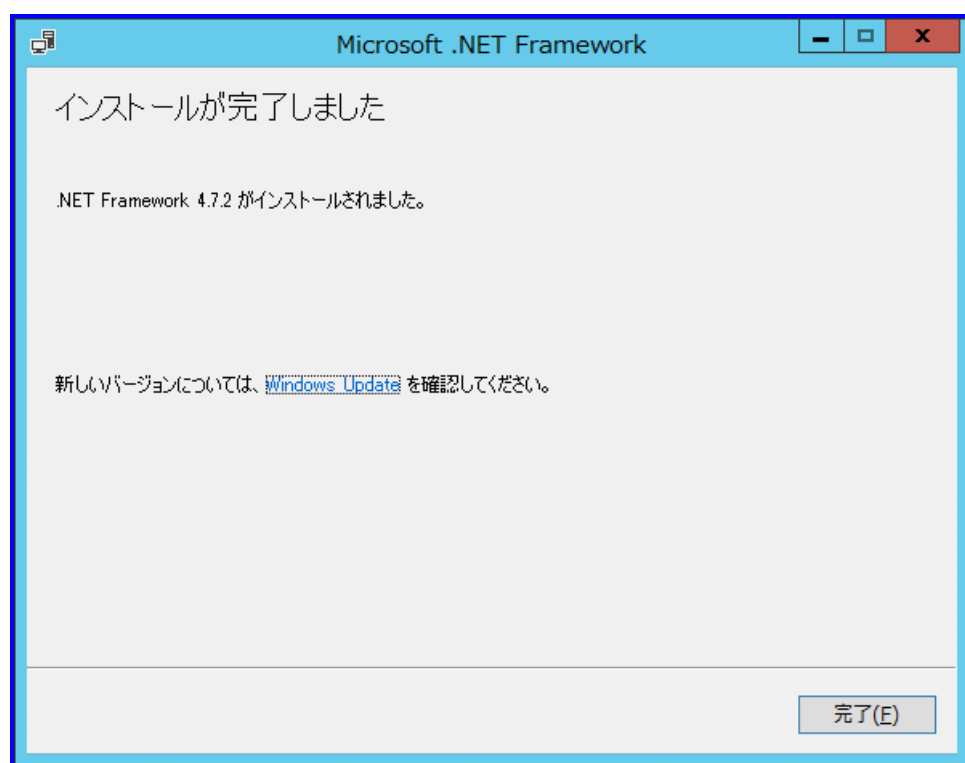 Microsoft .NET Framework
インストールが完了しました
.NET Framework 4.7.2 がインストールされました。
新しいバージョンについては、Windows Update を確認してください。
完了(F)